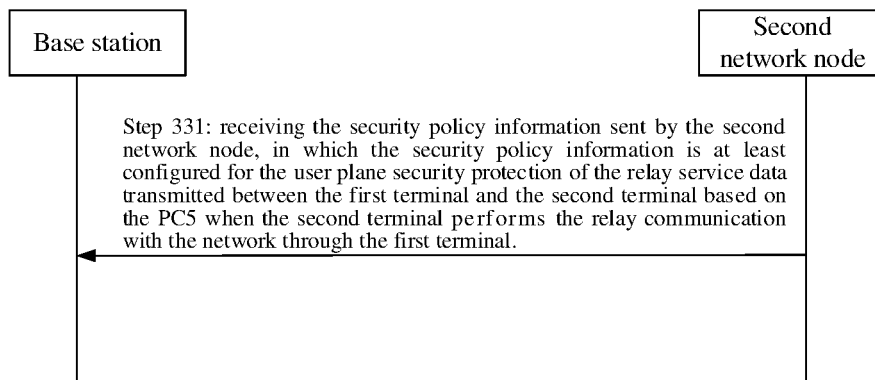 Base station
Second
network node
Step 331: receiving the security policy information sent by the second
network node, in which the security policy information is at least
configured for the user plane security protection of the relay service data
transmitted between the first terminal and the second terminal based on
the PC5 when the second terminal performs the relay communication
with the network through the first terminal.